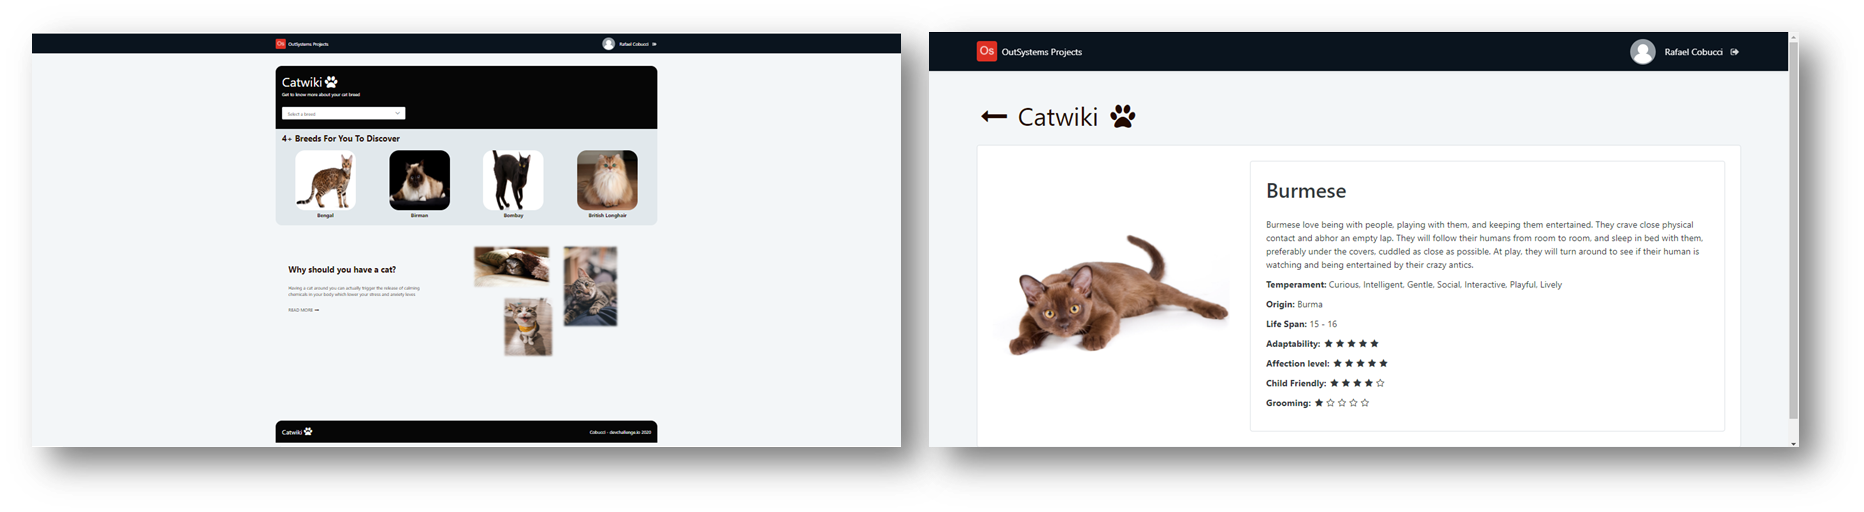 Os OutSystems Projects
Rafael Cobucci
Catwiki
Get to know more about your cat breed
Select a breed
4+ Breeds For You To Discover
Bengal
Birman
Bombay
British Longhair
Why should you have a cat?
Having a cat around you can actually trigger the release of calming
chemicals in your body which lower your stress and anxiety leves
READ MORE
Catwiki
Cobucci - devchallenge.io 2020
Os OutSystems Projects
Rafael Cobucci
Catwiki
Burmese
Burmese love being with people, playing with them, and keeping them entertained. They crave close physical
contact and abhor an empty lap. They will follow their humans from room to room, and sleep in bed with them,
preferably under the covers, cuddled as close as possible. At play, they will turn around to see if their human is
watching and being entertained by their crazy antics.
Temperament: Curious, Intelligent, Gentle, Social, Interactive, Playful, Lively
Origin: Burma
Life Span: 15 - 16
Adaptability:
Affection level:
Child Friendly:
Grooming: